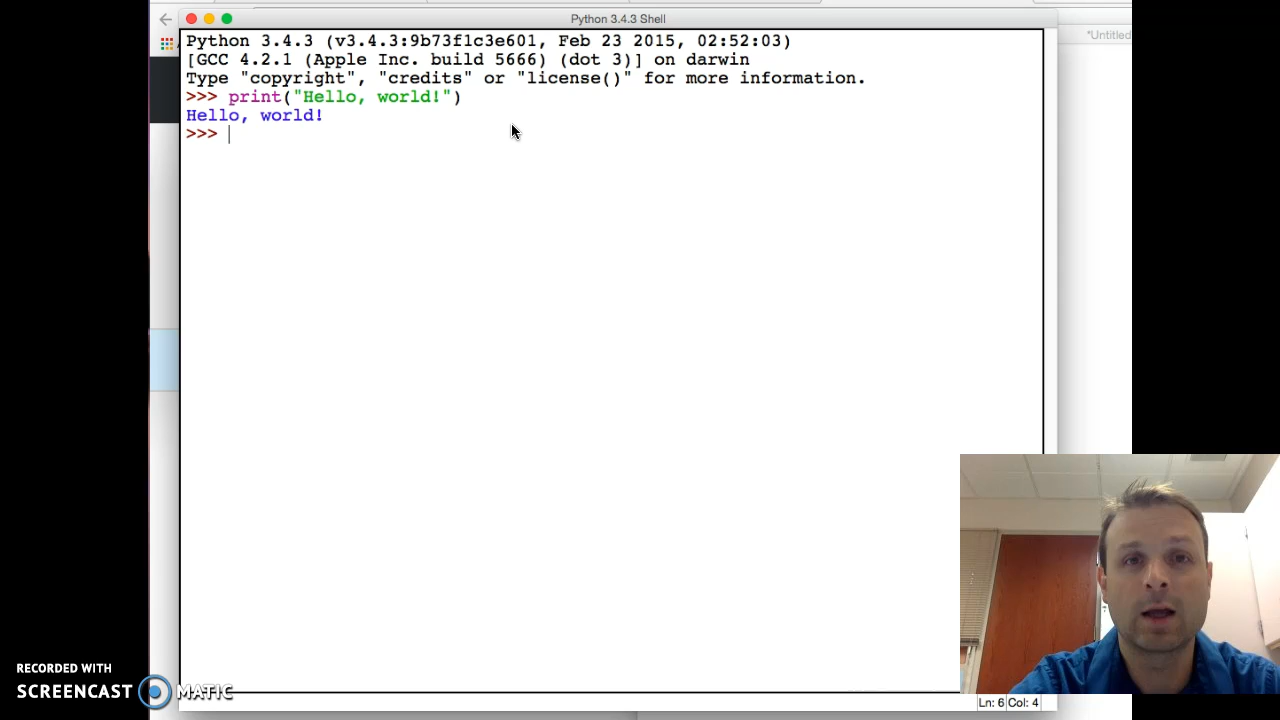 Python 3.4.3 Shell
*Untitled
Python 3.4.3 (v3.4.3:9b73f1c3e601, Feb 23 2015, 02:52:03)
[GCC 4.2.1 (Apple Inc. build 5666) (dot 3)] on darwin
Type "copyright", "credits" or "license()" for more information.
>>> print("Hello, world!")
Hello, world!
>>>
RECORDED WITH
SCREENCAST MATIC
Ln: 6 Col: 4